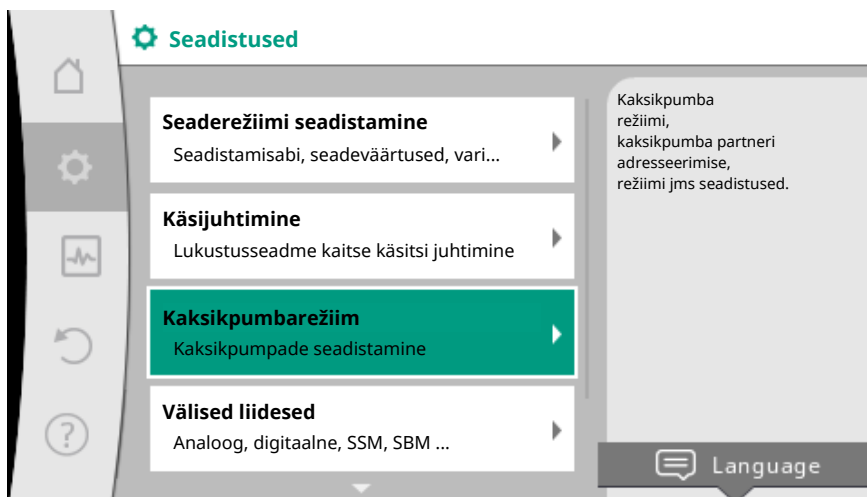 Seadistused
Seaderežiimi seadistamine
Seadistamisabi, seadeväärtused, vari...
Käsijuhtimine
Lukustusseadme kaitse käsitsi juhtimine
Kaksikpumbarežiim
Kaksikpumpade seadistamine
Välised liidesed
Analoog, digitaalne, SSM, SBM ...
Kaksikpumba
režiimi,
kaksikpumba partneri
adresseerimise,
režiimi jms seadistused.
Language